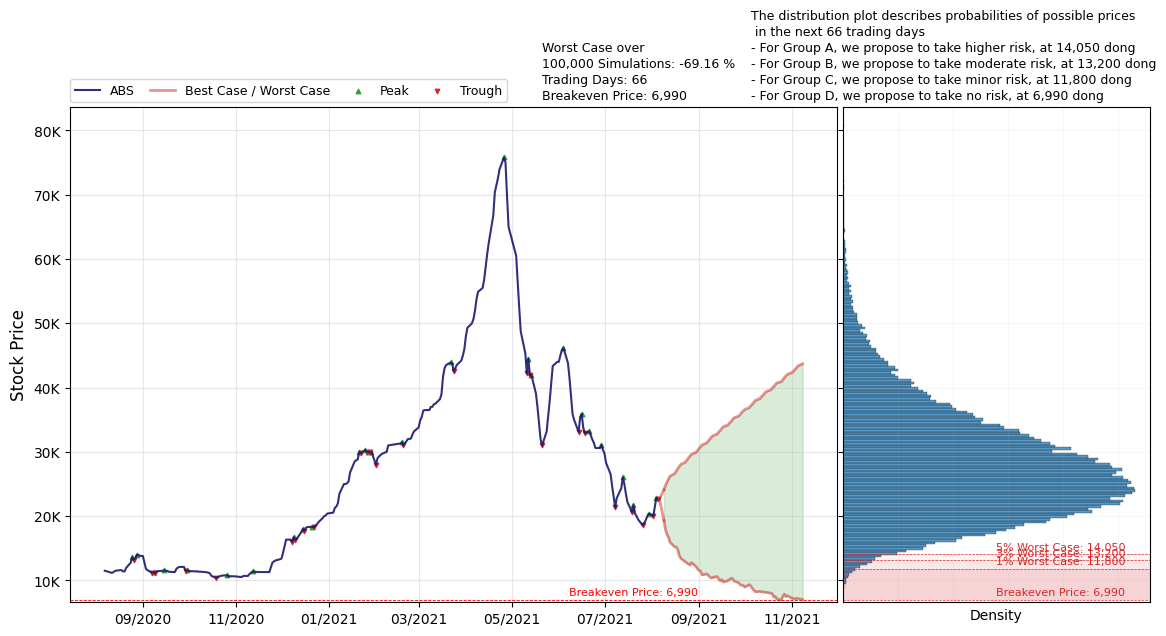 The distribution plot describes probabilities of possible prices
in the next 66 trading days
- For Group A, we propose to take higher risk, at 14,050 dong
- For Group B, we propose to take moderate risk, at 13,200 dong
- For Group C, we propose to take minor risk, at 11,800 dong
- For Group D, we propose to take no risk, at 6,990 dong
Worst Case over
100,000 Simulations: -69.16 %
Trading Days: 66
Breakeven Price: 6,990
ABS
Best Case / Worst Case
Peak
Trough
Stock Price
80K
70K
60K
50K
40K
30K
20K
10K
Breakeven Price: 6,990
09/2020
11/2020
01/2021
03/2021
05/2021
07/2021
09/2021
11/2021
5% Worst Case: 14,050
3% Worst Case: 13,200
1% Worst Case: 11,800
Breakeven Price: 6,990
Density